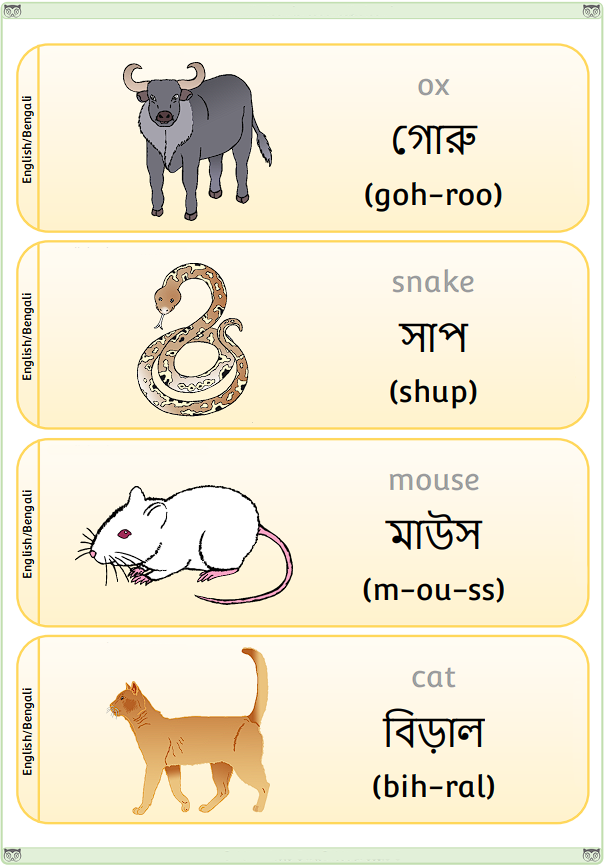 English/Bengali
ox
গোরু
(goh-roo)
English/Bengali
snake
সাপ
(shup)
English/Bengali
mouse
মাউস
(m-ou-ss)
English/Bengali
cat
বিড়াল
(bih-ral)